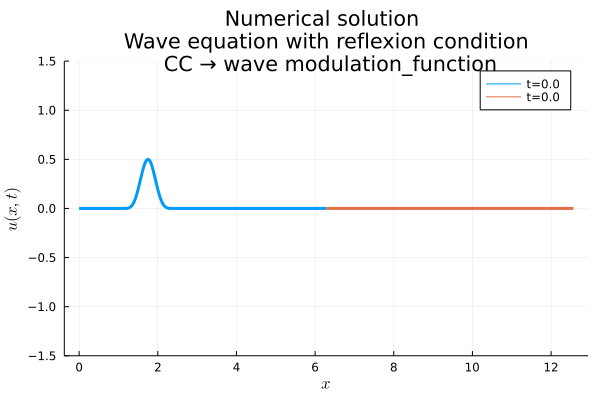 Numerical solution
Wave equation with reflexion condition
CC → wave modulation_function
t=0.0
t=0.0
1.5
1.0
0.5
0.0
−0.5
−1.0
−1.5
u(x, t)
0 2 4 6 8 10 12
x